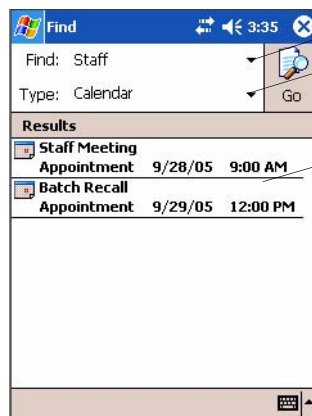 Find 3:35
Find: Staff
Type: Calendar
Go
Results
Staff Meeting
Appointment 9/28/05 9:00 AM
Batch Recall
Appointment 9/29/05 12:00 PM